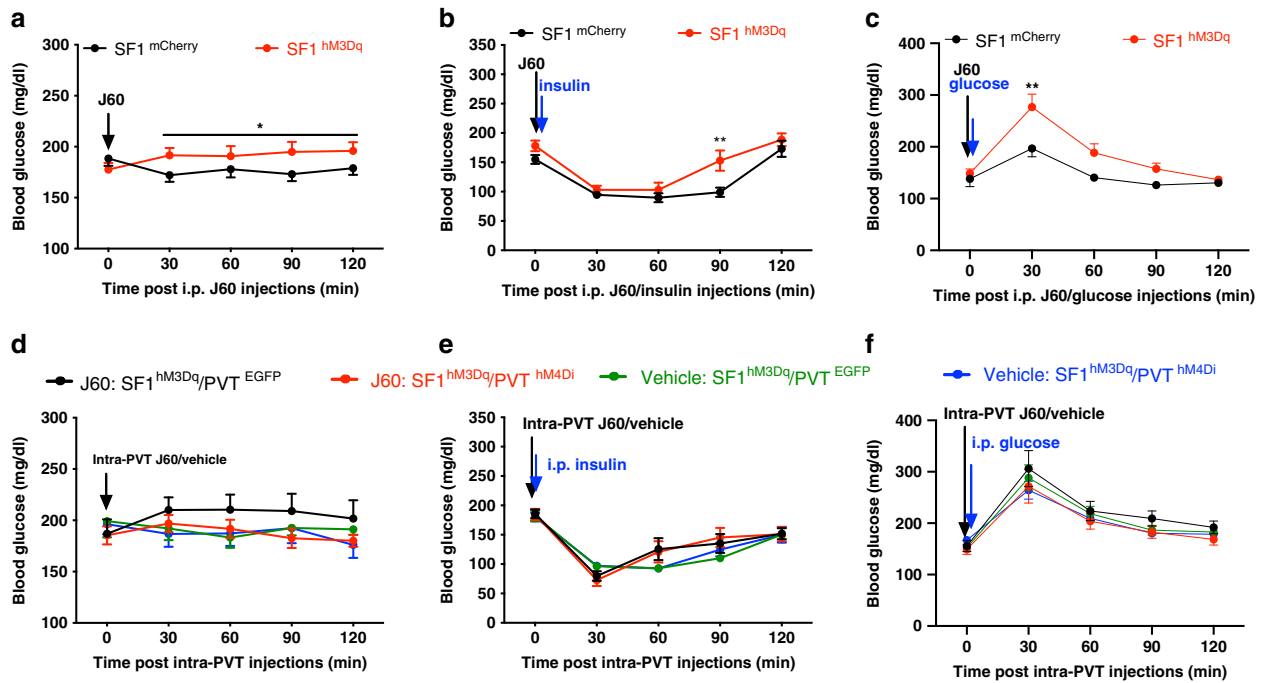 a
SF1 mCherry
SF1 hM3Dq
J60
*
Blood glucose (mg/dl)
300
250
200
150
100
0 30 60 90 120
Time post i.p. J60 injections (min)
b
SF1 mCherry
SF1 hM3Dq
J60
insulin
**
Blood glucose (mg/dl)
350
300
250
200
150
100
50
0
0 30 60 90 120
Time post i.p. J60/insulin injections (min)
c
SF1 mCherry
SF1 hM3Dq
J60
glucose
**
Blood glucose (mg/dl)
400
300
200
100
0
0 30 60 90 120
Time post i.p. J60/glucose injections (min)
d
J60: SF1hM3Dq/PVT EGFP
J60: SF1hM3Dq/PVT hM4Di
Vehicle: SF1hM3Dq/PVT EGFP
Vehicle: SF1hM3Dq/PVT hM4Di
Intra-PVT J60/vehicle
Blood glucose (mg/dl)
300
250
200
150
100
0 30 60 90 120
Time post intra-PVT injections (min)
e
Intra-PVT J60/vehicle
i.p. insulin
Blood glucose (mg/dl)
350
300
250
200
150
100
50
0
0 30 60 90 120
Time post intra-PVT injections (min)
f
Intra-PVT J60/vehicle
i.p. glucose
Blood glucose (mg/dl)
400
300
200
100
0
0 30 60 90 120
Time post intra-PVT injections (min)